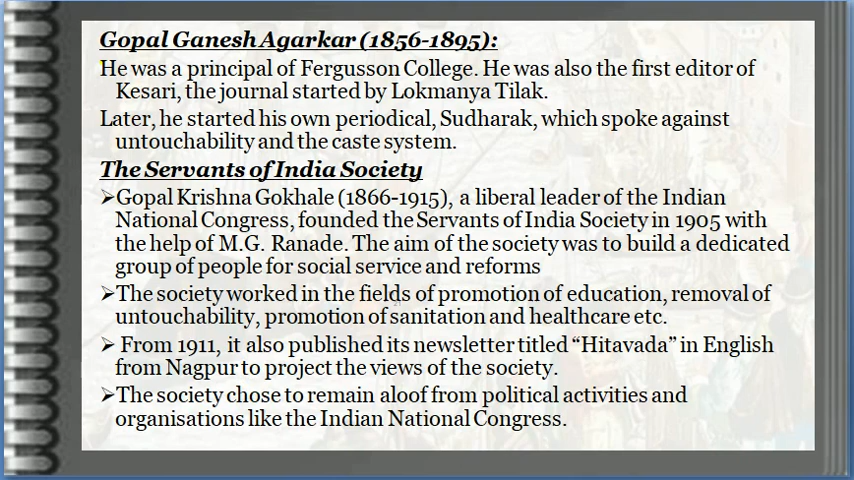 Gopal Ganesh Agarkar (1856-1895):
He was a principal of Fergusson College. He was also the first editor of
Kesari, the journal started by Lokmanya Tilak.
Later, he started his own periodical, Sudharak, which spoke against
untouchability and the caste system.
The Servants of India Society
➢Gopal Krishna Gokhale (1866-1915), a liberal leader of the Indian
National Congress, founded the Servants of India Society in 1905 with
the help of M.G. Ranade. The aim of the society was to build a dedicated
group of people for social service and reforms
➢The society worked in the fields of promotion of education, removal of
untouchability, promotion of sanitation and healthcare etc.
➢ From 1911, it also published its newsletter titled “Hitavada” in English
from Nagpur to project the views of the society.
➢The society chose to remain aloof from political activities and
organisations like the Indian National Congress.